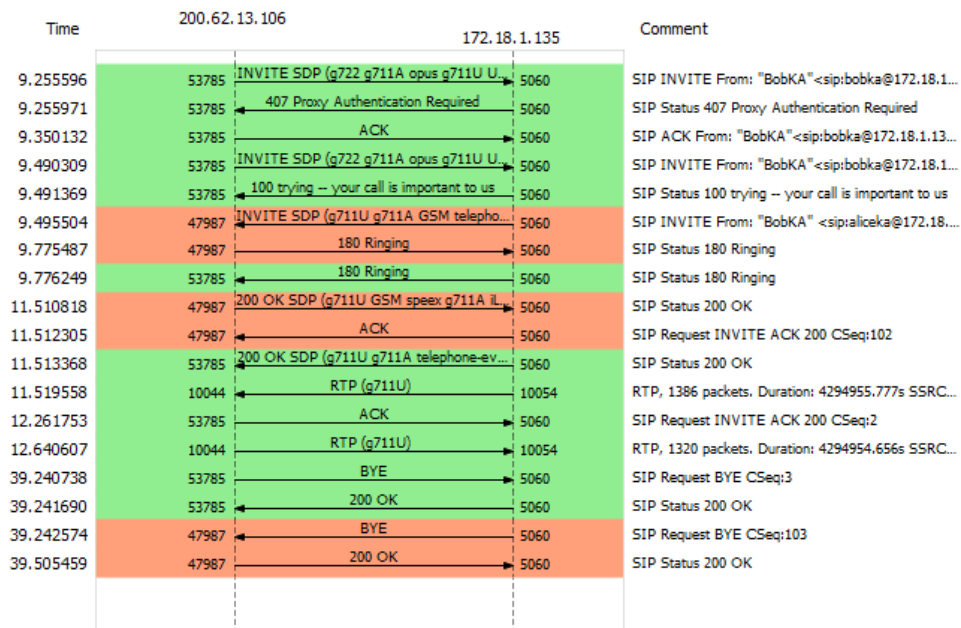 Time 200.62.13.106 172.18.1.135 Comment
9.255596 53785 INVITE SDP (g722 g711A opus g711U U... 5060 SIP INVITE From: "BobKA"<sip:bobka@172.18.1...
9.255971 53785 407 Proxy Authentication Required 5060 SIP Status 407 Proxy Authentication Required
9.350132 53785 ACK 5060 SIP ACK From: "BobKA"<sip:bobka@172.18.1.13...
9.490309 53785 INVITE SDP (g722 g711A opus g711U U... 5060 SIP INVITE From: "BobKA"<sip:bobka@172.18.1...
9.491369 53785 100 trying -- your call is important to us 5060 SIP Status 100 trying -- your call is important to us
9.495504 47987 INVITE SDP (g711U g711A GSM telepho... 5060 SIP INVITE From: "BobKA" <sip:aliceka@172.18....
9.775487 47987 180 Ringing 5060 SIP Status 180 Ringing
9.776249 53785 180 Ringing 5060 SIP Status 180 Ringing
11.510818 47987 200 OK SDP (g711U GSM speex g711A iL... 5060 SIP Status 200 OK
11.512305 47987 ACK 5060 SIP Request INVITE ACK 200 CSeq:102
11.513368 53785 200 OK SDP (g711U g711A telephone-ev... 5060 SIP Status 200 OK
11.519558 10044 RTP (g711U) 10054 RTP, 1386 packets. Duration: 4294955.777s SSRC...
12.261753 53785 ACK 5060 SIP Request INVITE ACK 200 CSeq:2
12.640607 10044 RTP (g711U) 10054 RTP, 1320 packets. Duration: 4294954.656s SSRC...
39.240738 53785 BYE 5060 SIP Request BYE CSeq:3
39.241690 53785 200 OK 5060 SIP Status 200 OK
39.242574 47987 BYE 5060 SIP Request BYE CSeq:103
39.505459 47987 200 OK 5060 SIP Status 200 OK